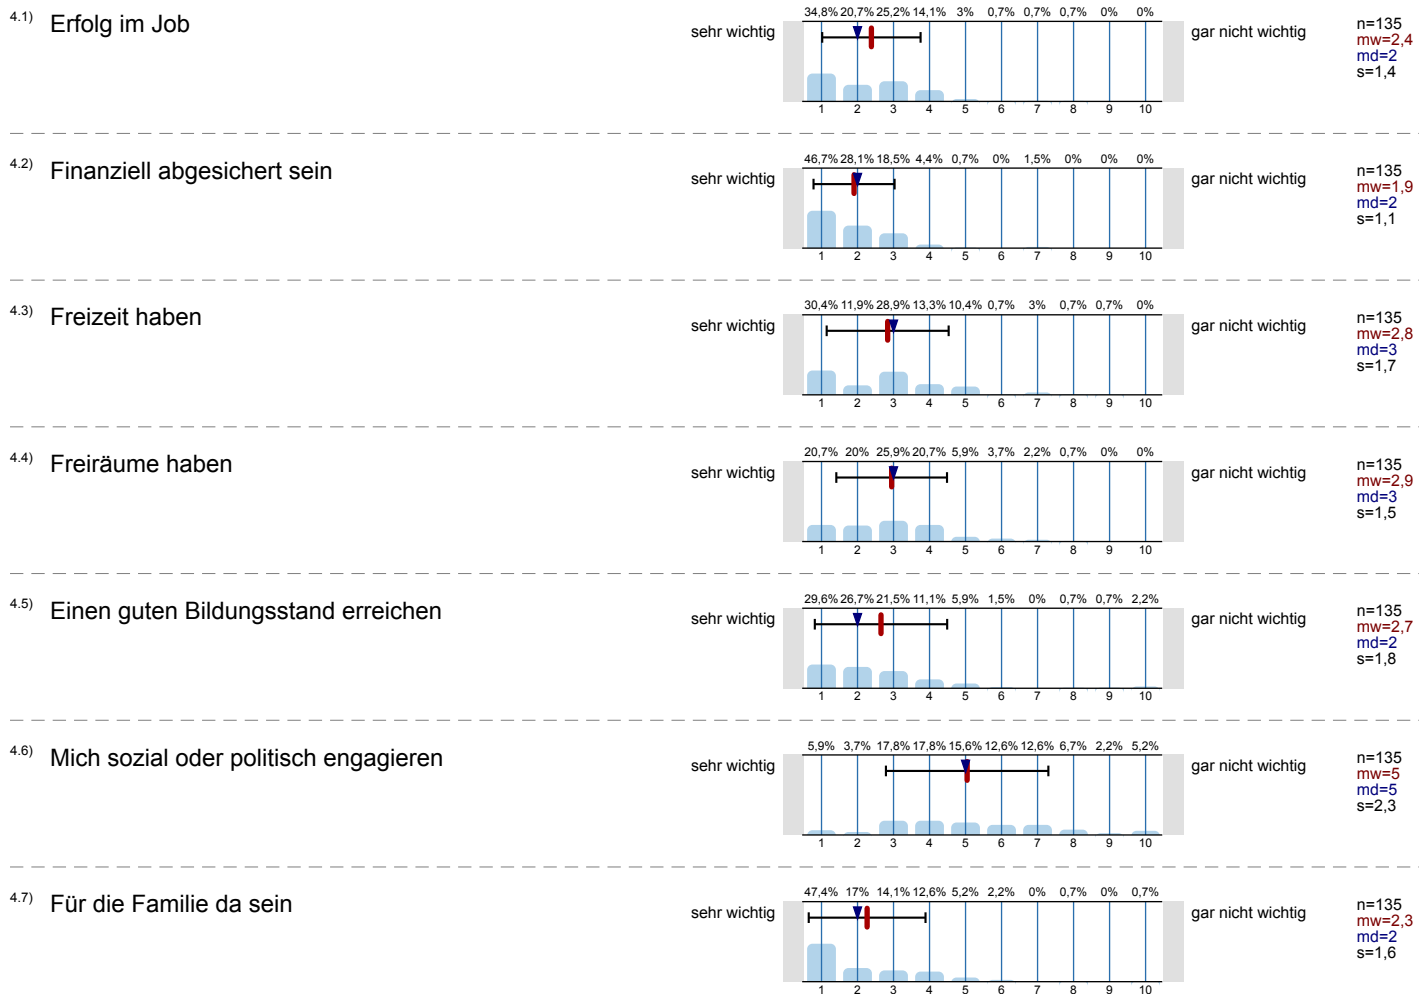 4.1) Erfolg im Job
34,8% 20,7% 25,2% 14,1% 3% 0,7% 0,7% 0,7% 0% 0%
sehr wichtig gar nicht wichtig
1 2 3 4 5 6 7 8 9 10
n=135
mw=2,4
md=2
s=1,4
4.2) Finanziell abgesichert sein
46,7% 28,1% 18,5% 4,4% 0,7% 0% 1,5% 0% 0% 0%
sehr wichtig gar nicht wichtig
1 2 3 4 5 6 7 8 9 10
n=135
mw=1,9
md=2
s=1,1
4.3) Freizeit haben
30,4% 11,9% 28,9% 13,3% 10,4% 0,7% 3% 0,7% 0,7% 0%
sehr wichtig gar nicht wichtig
1 2 3 4 5 6 7 8 9 10
n=135
mw=2,8
md=3
s=1,7
4.4) Freiräume haben
20,7% 20% 25,9% 20,7% 5,9% 3,7% 2,2% 0,7% 0% 0%
sehr wichtig gar nicht wichtig
1 2 3 4 5 6 7 8 9 10
n=135
mw=2,9
md=3
s=1,5
4.5) Einen guten Bildungsstand erreichen
29,6% 26,7% 21,5% 11,1% 5,9% 1,5% 0% 0,7% 0,7% 2,2%
sehr wichtig gar nicht wichtig
1 2 3 4 5 6 7 8 9 10
n=135
mw=2,7
md=2
s=1,8
4.6) Mich sozial oder politisch engagieren
5,9% 3,7% 17,8% 17,8% 15,6% 12,6% 12,6% 6,7% 2,2% 5,2%
sehr wichtig gar nicht wichtig
1 2 3 4 5 6 7 8 9 10
n=135
mw=5
md=5
s=2,3
4.7) Für die Familie da sein
47,4% 17% 14,1% 12,6% 5,2% 2,2% 0% 0,7% 0% 0,7%
sehr wichtig gar nicht wichtig
1 2 3 4 5 6 7 8 9 10
n=135
mw=2,3
md=2
s=1,6